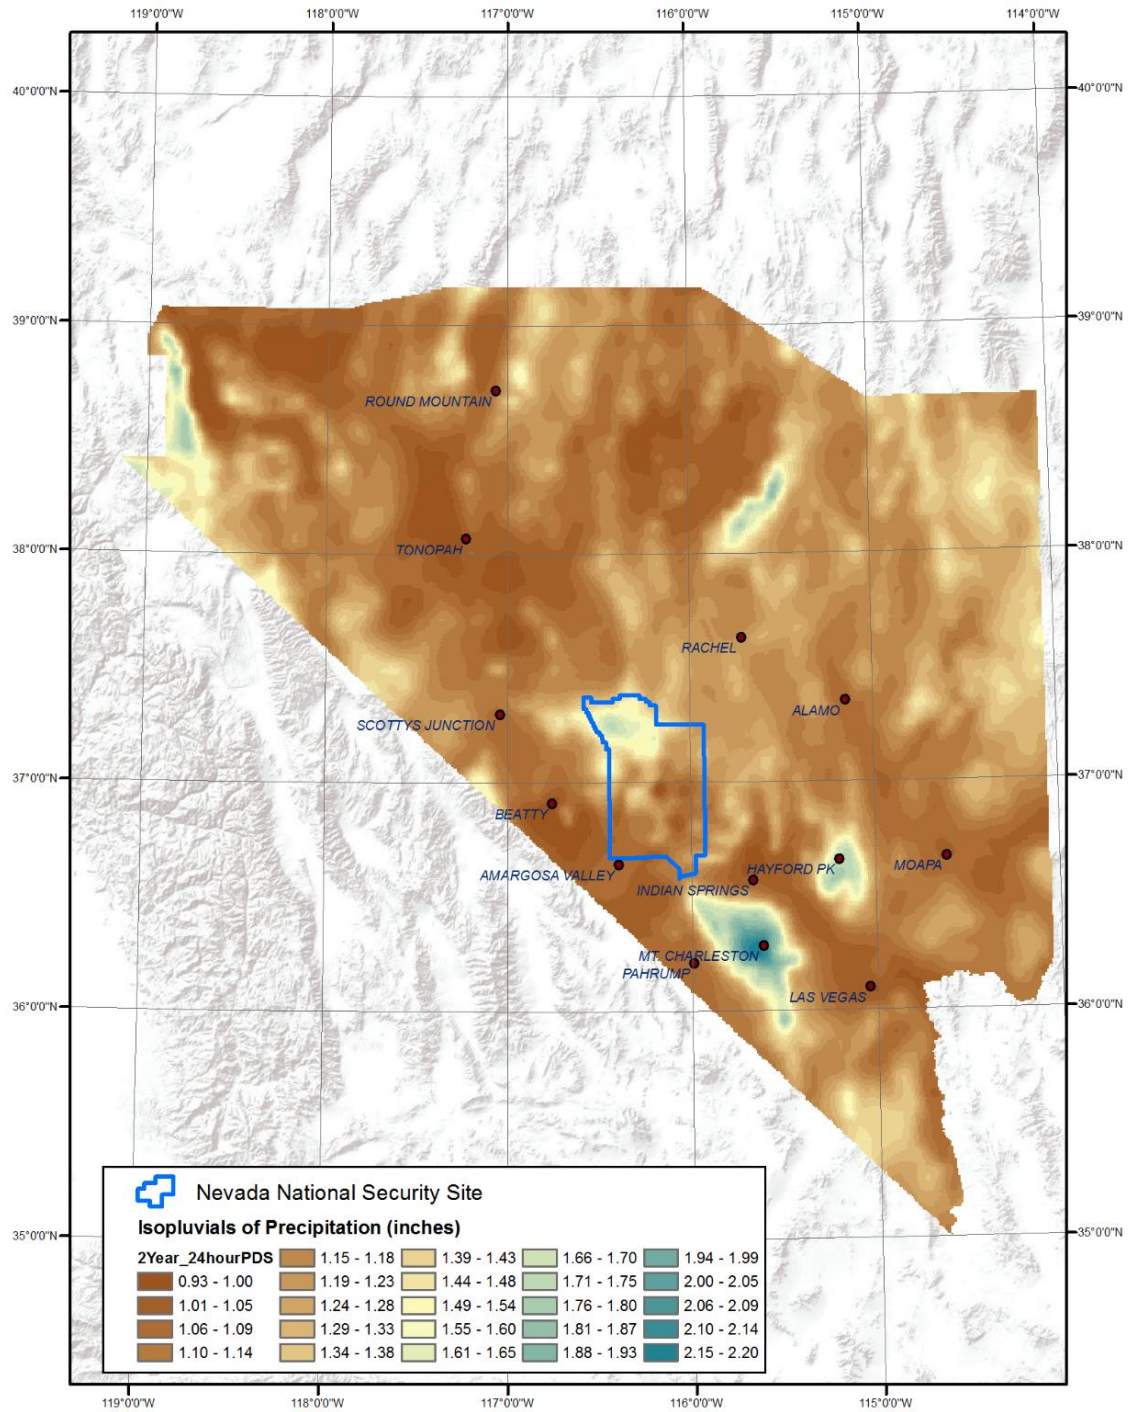 119°0'0"W 118°0'0"W 117°0'0"W 116°0'0"W 115°0'0"W 114°0'0"W
40°0'0"N 40°0'0"N
39°0'0"N 39°0'0"N
ROUND MOUNTAIN
38°0'0"N 38°0'0"N
TONOPAH
RACHEL
ALAMO
SCOTTYS JUNCTION
37°0'0"N 37°0'0"N
BEATTY
HAYFORD PK
MOAPA
AMARGOSA VALLEY
INDIAN SPRINGS
MT. CHARLESTON
PAHRUMP
LAS VEGAS
36°0'0"N 36°0'0"N
Nevada National Security Site
Isopluvials of Precipitation (inches)
2Year_24hourPDS 1.15 - 1.18 1.39 - 1.43 1.66 - 1.70 1.94 - 1.99
0.93 - 1.00 1.19 - 1.23 1.44 - 1.48 1.71 - 1.75 2.00 - 2.05
1.01 - 1.05 1.24 - 1.28 1.49 - 1.54 1.76 - 1.80 2.06 - 2.09
1.06 - 1.09 1.29 - 1.33 1.55 - 1.60 1.81 - 1.87 2.10 - 2.14
1.10 - 1.14 1.34 - 1.38 1.61 - 1.65 1.88 - 1.93 2.15 - 2.20
35°0'0"N 35°0'0"N
119°0'0"W 118°0'0"W 117°0'0"W 116°0'0"W 115°0'0"W